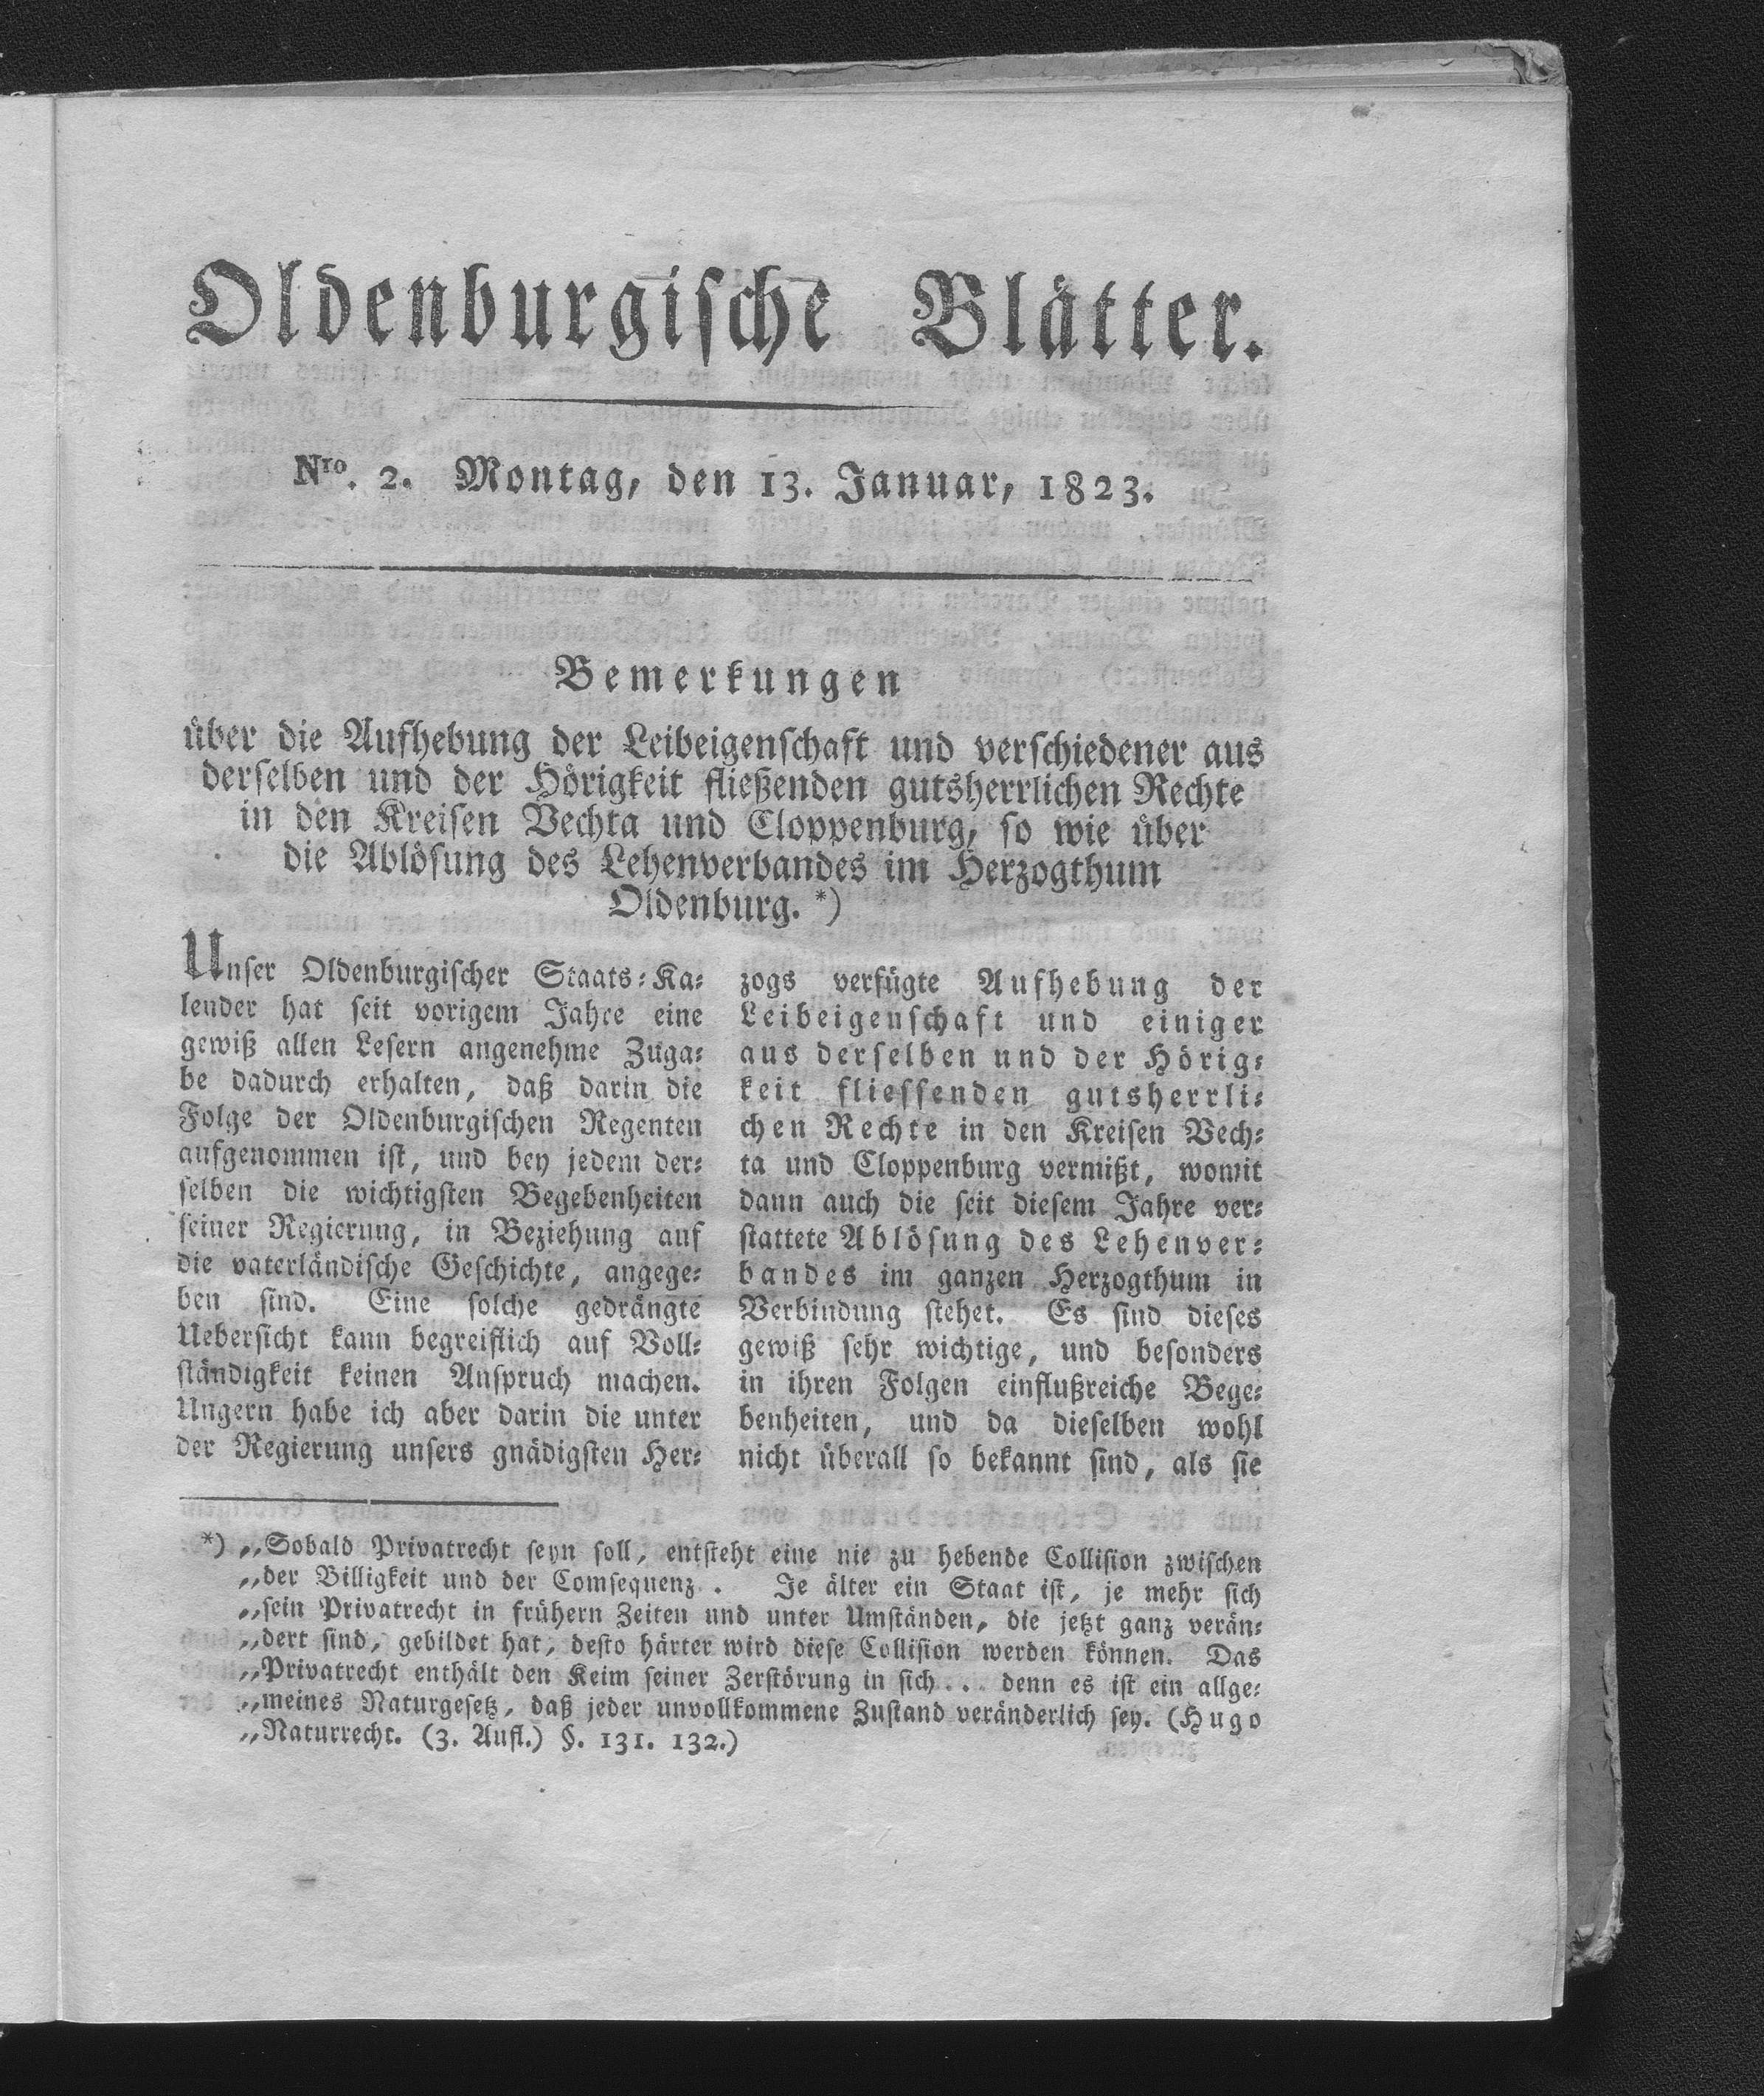 Oldenburgische Blätter.
Nro. 2. Montag, den 13. Januar, 1823.
Bemerkungen
über die Aufhebung der Leibeigenschaft und verschiedener aus
derselben und der Hörigkeit fließenden gutsherrlichen Rechte
in den Kreisen Vechta und Cloppenburg, so wie über
die Ablösung des Lehenverbandes im Herzogthum
Oldenburg. *)
Unser Oldenburgischer Staats-Ka-
lender hat seit vorigem Jahre eine
gewiß allen Lesern angenehme Zuga-
be dadurch erhalten, daß darin die
Folge der Oldenburgischen Regenten
aufgenommen ist, und bey jedem der-
selben die wichtigsten Begebenheiten
seiner Regierung, in Beziehung auf
die vaterländische Geschichte, angege-
ben sind. Eine solche gedrängte
Uebersicht kann begreiflich auf Voll-
ständigkeit keinen Anspruch machen.
Ungern habe ich aber darin die unter
der Regierung unsers gnädigsten Her-
zogs verfügte Aufhebung der
Leibeigenschaft und einiger
aus derselben und der Hörig-
keit fliessenden gutsherrli-
chen Rechte in den Kreisen Vech-
ta und Cloppenburg vermißt, womit
dann auch die seit diesem Jahre ver-
stattete Ablösung des Lehenver-
bandes im ganzen Herzogthum in
Verbindung stehet. Es sind dieses
gewiß sehr wichtige, und besonders
in ihren Folgen einflußreiche Bege-
benheiten, und da dieselben wohl
nicht überall so bekannt sind, als sie
*) „Sobald Privatrecht seyn soll, entsteht eine nie zu hebende Collision zwischen
„der Billigkeit und der Comsequenz . Je älter ein Staat ist, je mehr sich
„sein Privatrecht in frühern Zeiten und unter Umständen, die jetzt ganz verän-
„dert sind, gebildet hat, desto härter wird diese Collision werden können. Das
„Privatrecht enthält den Keim seiner Zerstörung in sich... denn es ist ein allge-
„meines Naturgesetz, daß jeder unvollkommene Zustand veränderlich sey. (Hugo
„Naturrecht. (3. Aufl.) §. 131. 132.)